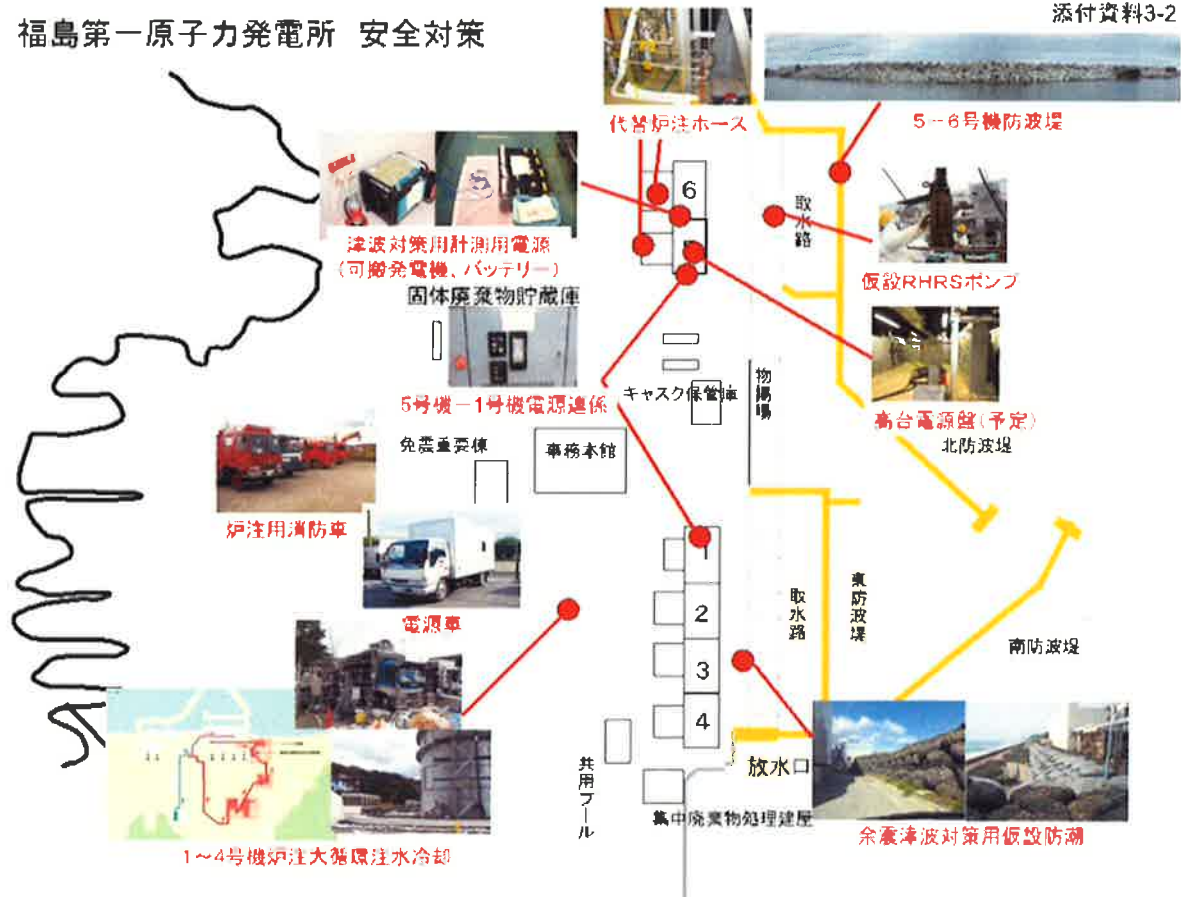 添付資料3-2
福島第一原子力発電所 安全対策
代替炉注ホース
5－6号機防波堤
6
取水路
津波対策用計測用電源
(可搬発電機、バッテリー)
仮設RHRSポンプ
固体廃棄物貯蔵庫
5号機－1号機電源連係
キャスク保管庫
物揚場
高台電源盤(予定)
北防波堤
免震重要棟
事務本館
炉注用消防車
電源車
1
2
3
4
取水路
東防波堤
南防波堤
共用プール
放水口
集中廃棄物処理建屋
余震津波対策用仮設防潮
1～4号機炉注大循環注水冷却